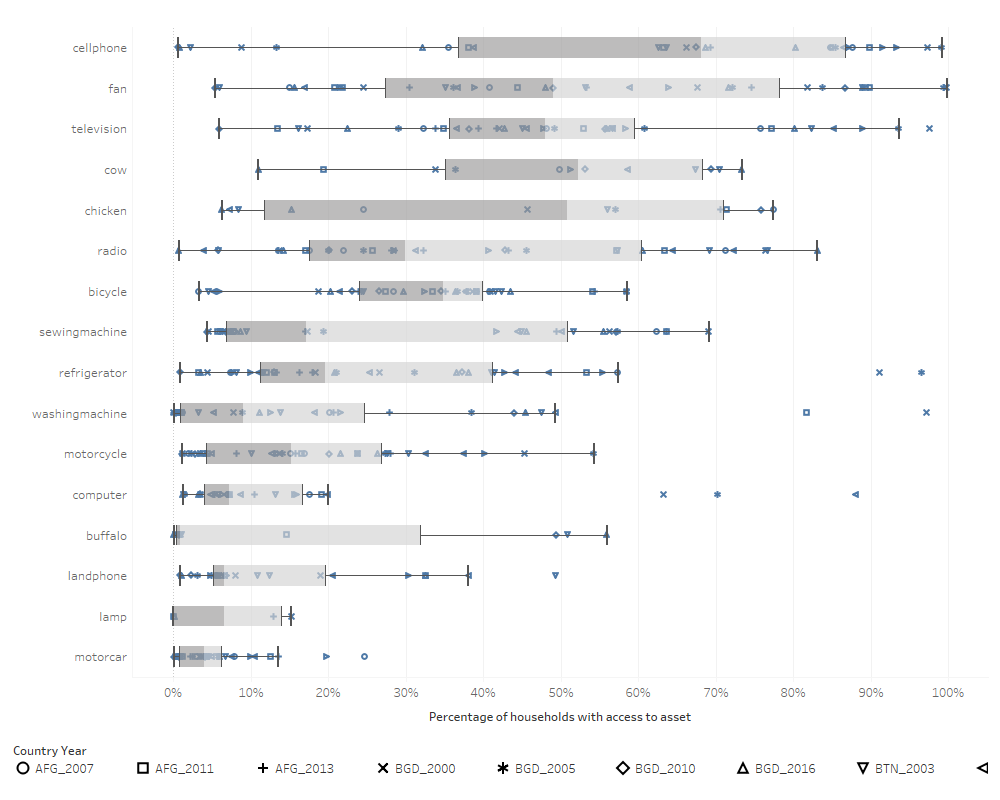 cellphone
fan
television
cow
chicken
radio
bicycle
sewingmachine
refrigerator
washingmachine
motorcycle
computer
buffalo
landphone
lamp
motorcar
0% 10% 20% 30% 40% 50% 60% 70% 80% 90% 100%
Percentage of households with access to asset
Country Year
AFG_2007 AFG_2011 AFG_2013 BGD_2000 BGD_2005 BGD_2010 BGD_2016 BTN_2003